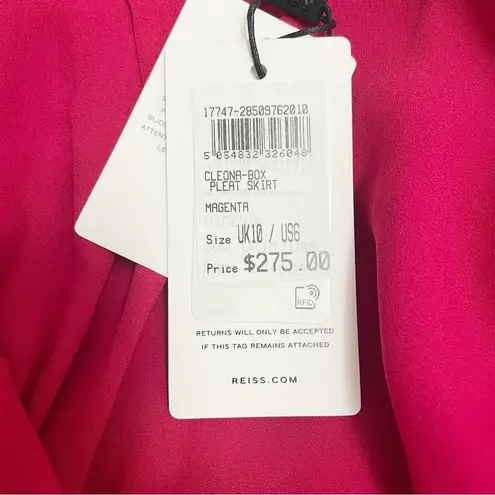 17747-28509762010
5 054832 326048
CLEONA-BOX
PLEAT SKIRT
MAGENTA
Size UK10 / US6
Price $275.00
RFID
RETURNS WILL ONLY BE ACCEPTED
IF THIS TAG REMAINS ATTACHED
REISS.COM